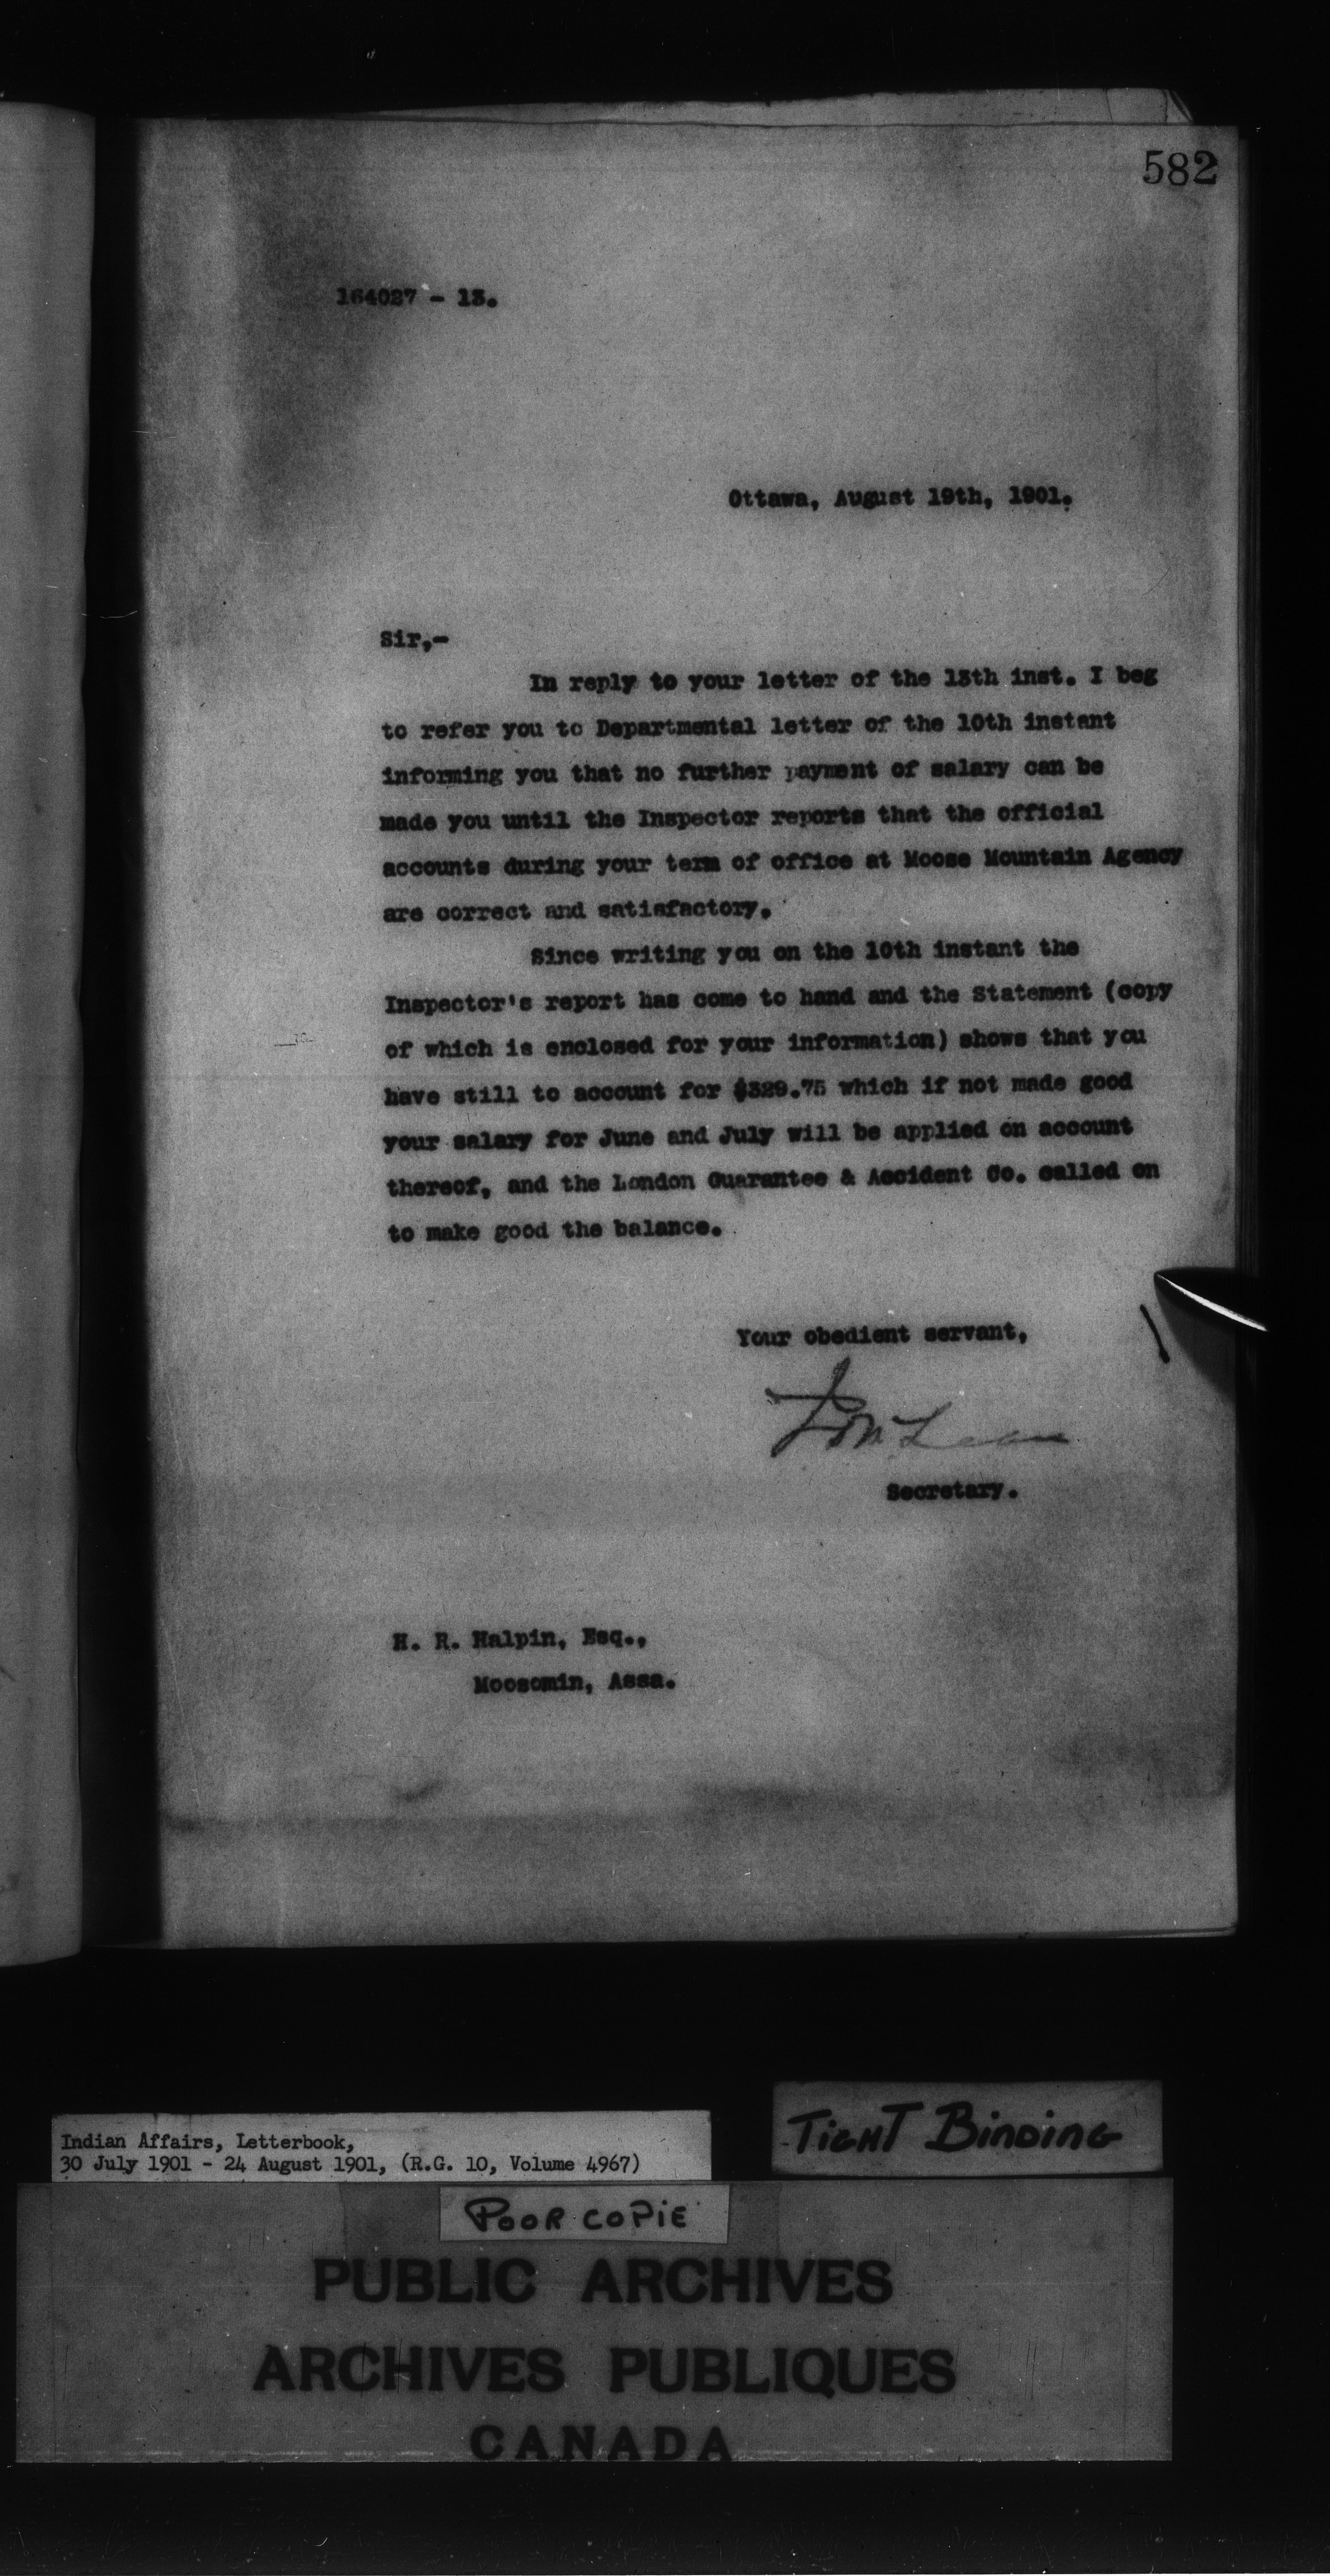 582
164027 - 13.
Ottawa, August 19th, 1901.
Sir,-
In reply to your letter of the 13th inst. I beg
to refer you to Departmental letter of the 10th instant
informing you that no further payment of salary can be
made you until the Inspector reports that the official
accounts during your term of office at Moose Mountain Agency
are correct and satisfactory.
Since writing you on the 10th instant the
Inspector's report has come to hand and the Statement (copy
of which is enclosed for your information) shows that you
have still to account for $329.75 which if not made good
your salary for June and July will be applied on account
thereof, and the London Guarantee & Accident Co. called on
to make good the balance.
Your obedient servant,
Secretary.
H. R. Halpin, Esq.,
Moosomin, Assa.
Indian Affairs, Letterbook,
30 July 1901 - 24 August 1901, (R.G. 10, Volume 4967)
TIGHT BINDING
POOR COPIE
PUBLIC ARCHIVES
ARCHIVES PUBLIQUES
CANADA